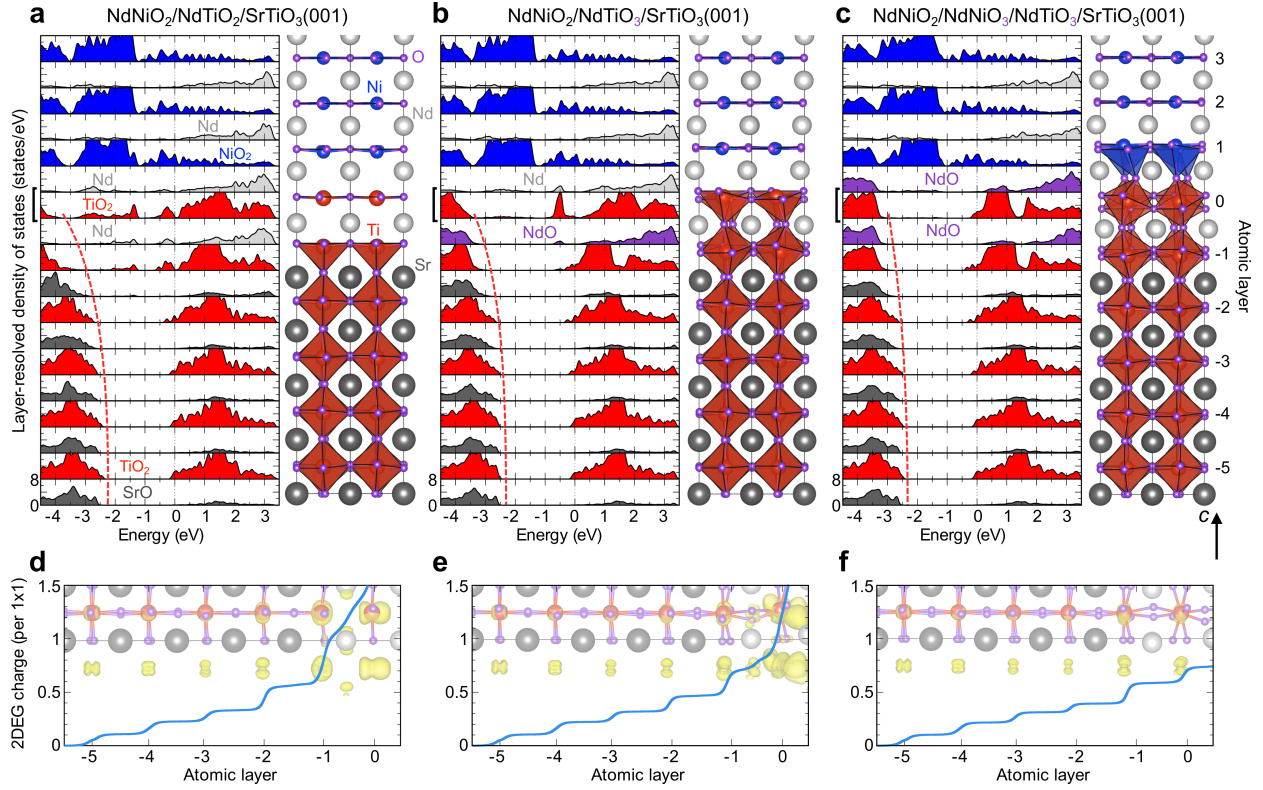 a NdNiO₂/NdTiO₂/SrTiO₃(001)
b NdNiO₂/NdTiO₃/SrTiO₃(001)
c NdNiO₂/NdNiO₃/NdTiO₃/SrTiO₃(001)
Layer-resolved density of states (states/eV)
O
Ni
Nd
Nd
NiO₂
Nd
TiO₂
Nd
Ti
Sr
TiO₂
SrO
8
0
-4 -3 -2 -1 0 1 2 3
Energy (eV)
Nd
NdO
8
0
-4 -3 -2 -1 0 1 2 3
Energy (eV)
NdO
NdO
8
0
-4 -3 -2 -1 0 1 2 3
Energy (eV)
3
2
1
0
-1
-2
-3
-4
-5
Atomic layer
c
d
2DEG charge (per 1x1)
1.5
1
0.5
0
-5 -4 -3 -2 -1 0
Atomic layer
e
1.5
1
0.5
0
-5 -4 -3 -2 -1 0
Atomic layer
f
1.5
1
0.5
0
-5 -4 -3 -2 -1 0
Atomic layer